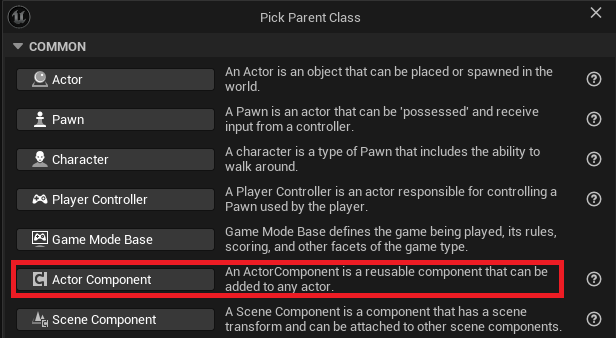 Pick Parent Class
COMMON
Actor
An Actor is an object that can be placed or spawned in the
world.
Pawn
A Pawn is an actor that can be 'possessed' and receive
input from a controller.
Character
A character is a type of Pawn that includes the ability to
walk around.
Player Controller
A Player Controller is an actor responsible for controlling a
Pawn used by the player.
Game Mode Base
Game Mode Base defines the game being played, its rules,
scoring, and other facets of the game type.
Actor Component
An ActorComponent is a reusable component that can be
added to any actor.
Scene Component
A Scene Component is a component that has a scene
transform and can be attached to other scene components.